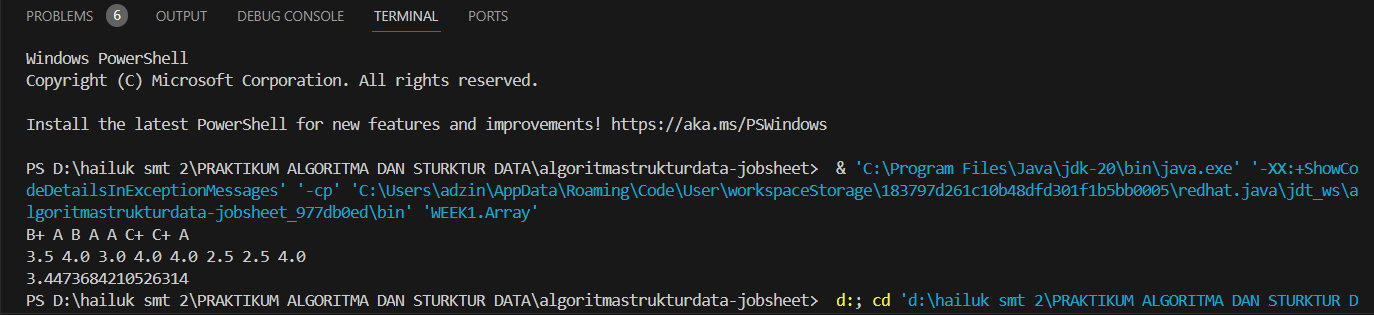 PROBLEMS 6 OUTPUT DEBUG CONSOLE TERMINAL PORTS
Windows PowerShell
Copyright (C) Microsoft Corporation. All rights reserved.
Install the latest PowerShell for new features and improvements! https://aka.ms/PSWindows
PS D:\hailuk smt 2\PRAKTIKUM ALGORITMA DAN STURKTUR DATA\algoritmastrukturdata-jobsheet>  & 'C:\Program Files\Java\jdk-20\bin\java.exe' '-XX:+ShowCo
deDetailsInExceptionMessages' '-cp' 'C:\Users\adzin\AppData\Roaming\Code\User\workspaceStorage\183797d261c10b48dfd301f1b5bb0005\redhat.java\jdt_ws\a
lgoritmastrukturdata-jobsheet_977db0ed\bin' 'WEEK1.Array'
B+ A B A A C+ C+ A
3.5 4.0 3.0 4.0 4.0 2.5 2.5 4.0
3.4473684210526314
PS D:\hailuk smt 2\PRAKTIKUM ALGORITMA DAN STURKTUR DATA\algoritmastrukturdata-jobsheet>  d:; cd 'd:\hailuk smt 2\PRAKTIKUM ALGORITMA DAN STURKTUR D